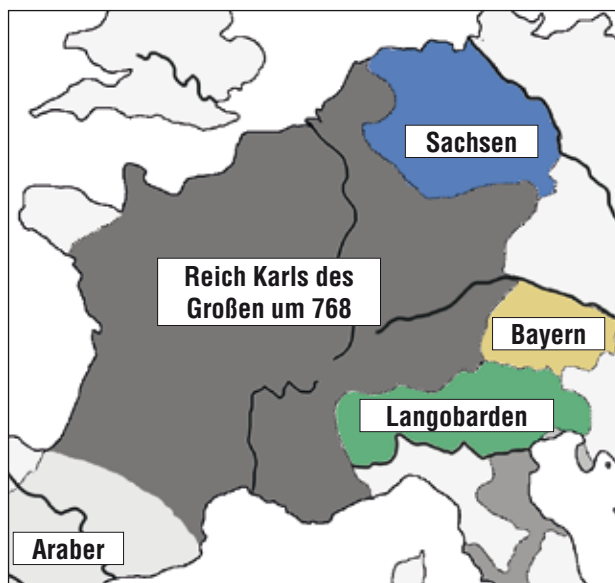 Sachsen
Reich Karls des
Großen um 768
Bayern
Langobarden
Araber